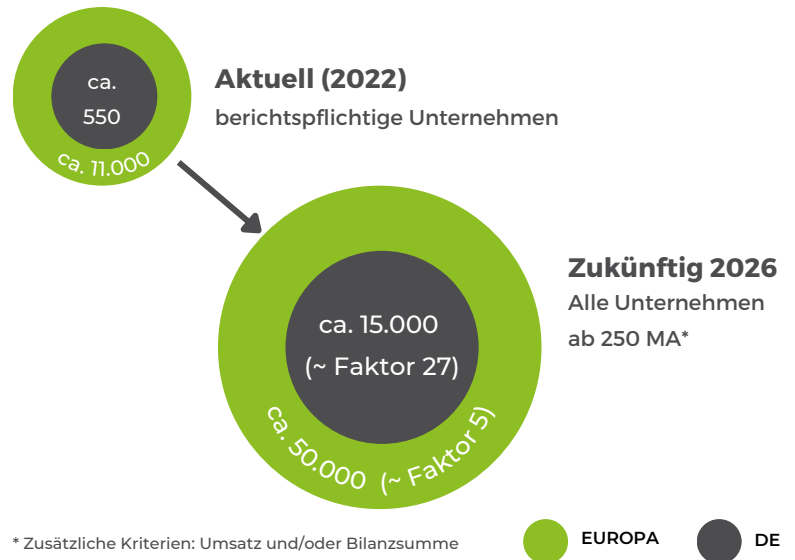 ca.
550
ca. 11.000
Aktuell (2022)
berichtspflichtige Unternehmen
ca. 15.000
(~ Faktor 27)
ca. 50.000 (~ Faktor 5)
Zukünftig 2026
Alle Unternehmen
ab 250 MA*
* Zusätzliche Kriterien: Umsatz und/oder Bilanzsumme
EUROPA
DE